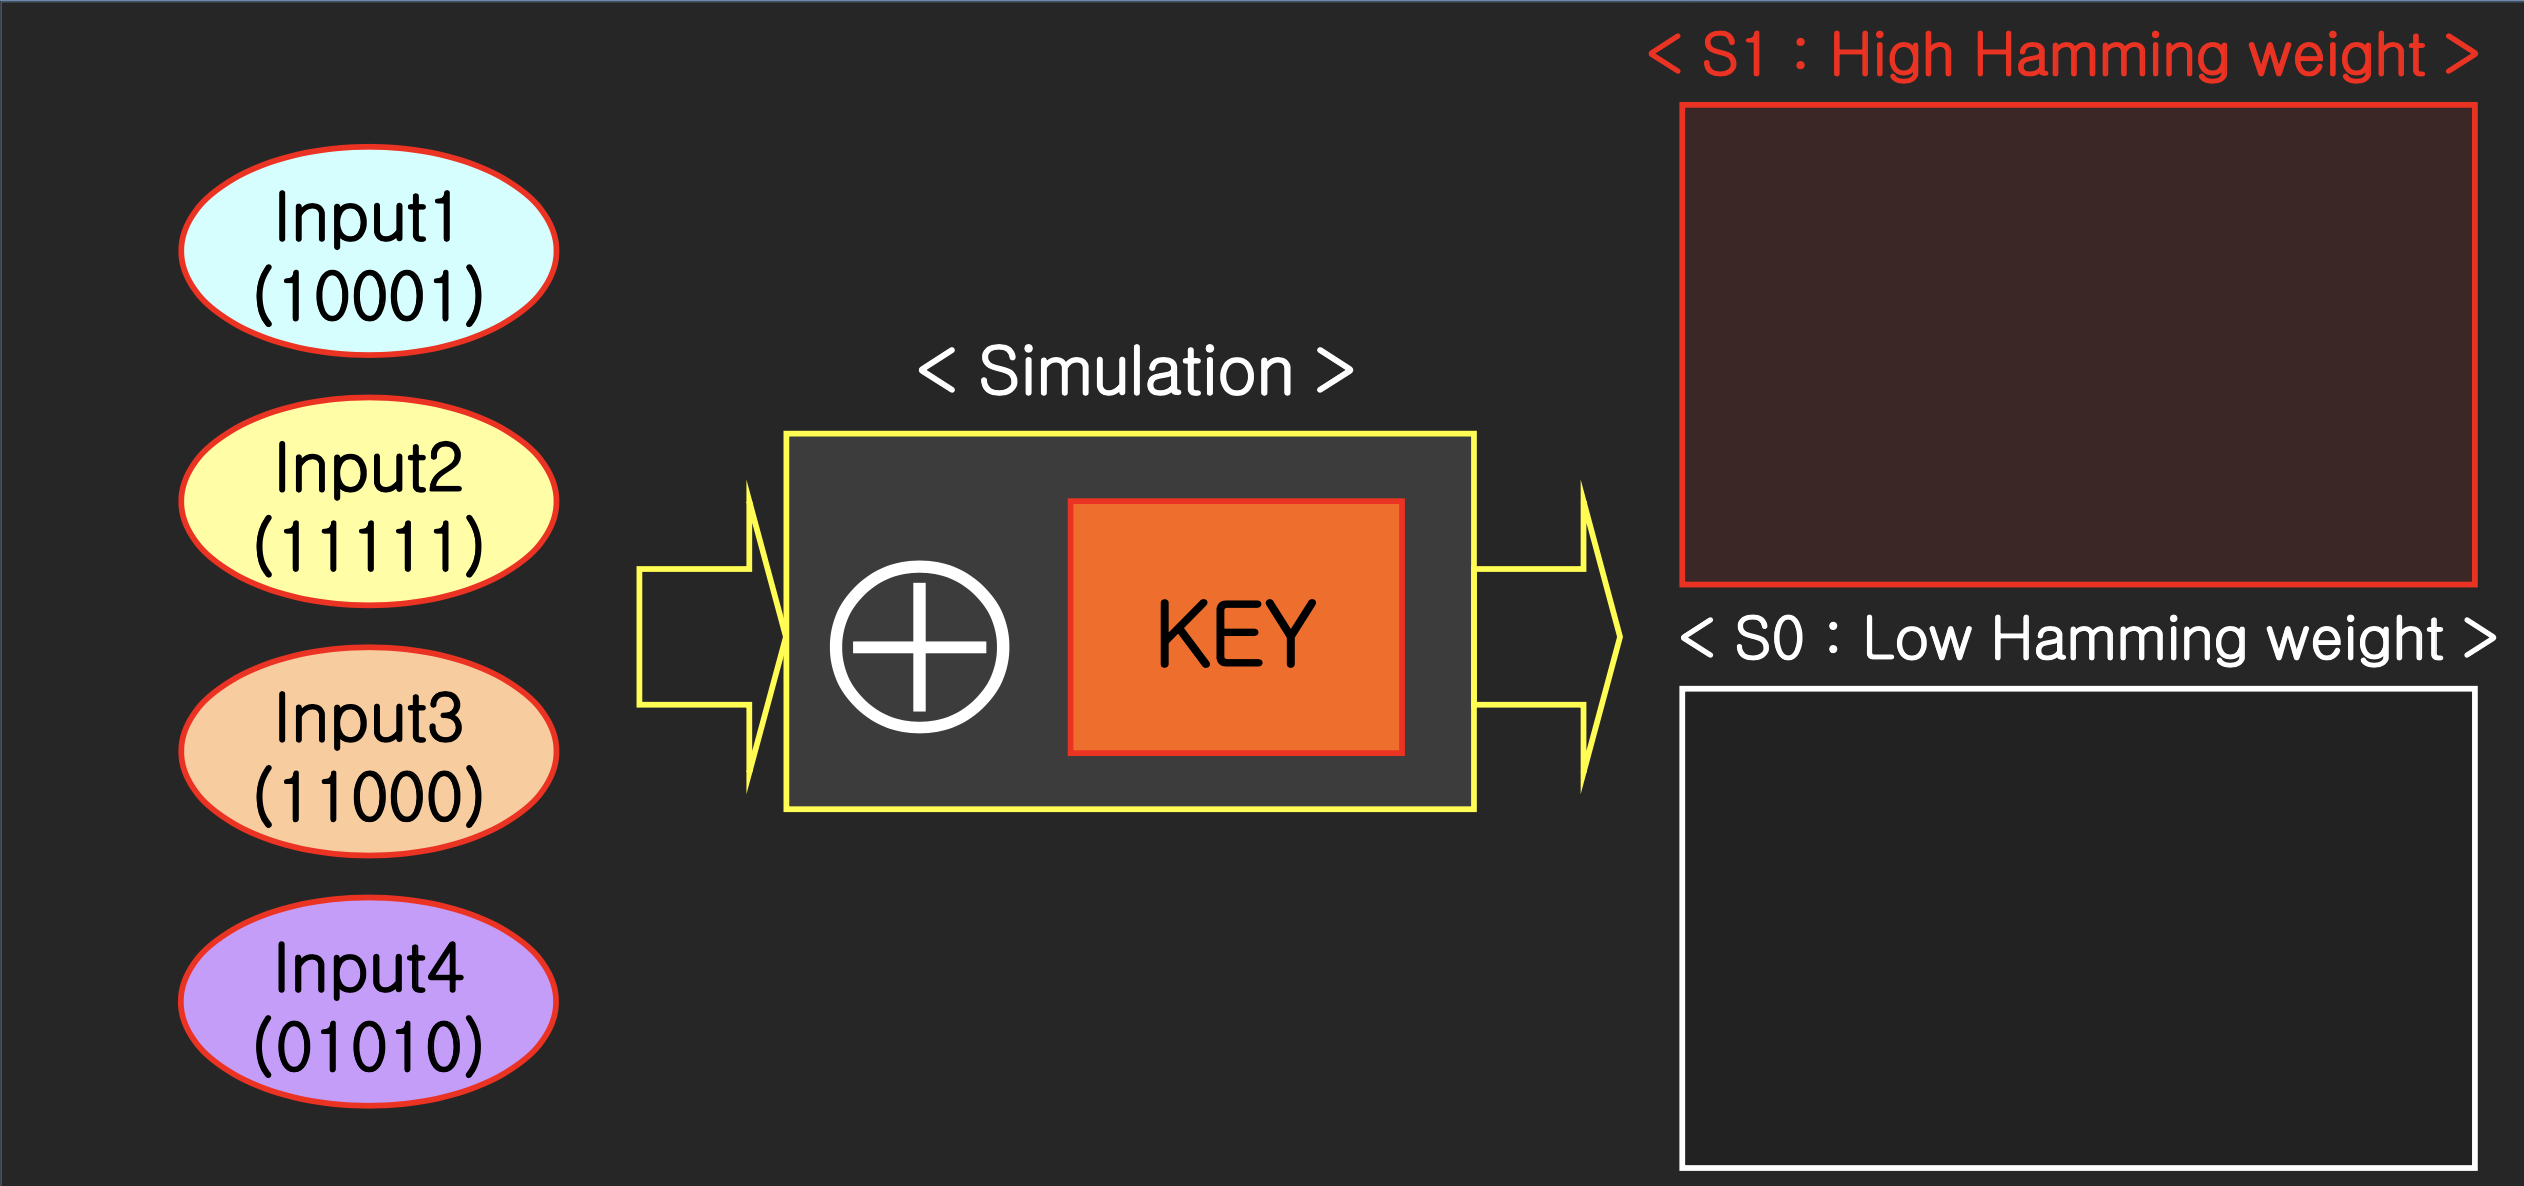 Input1
(10001)
Input2
(11111)
Input3
(11000)
Input4
(01010)
< Simulation >
KEY
< S1 : High Hamming weight >
< S0 : Low Hamming weight >